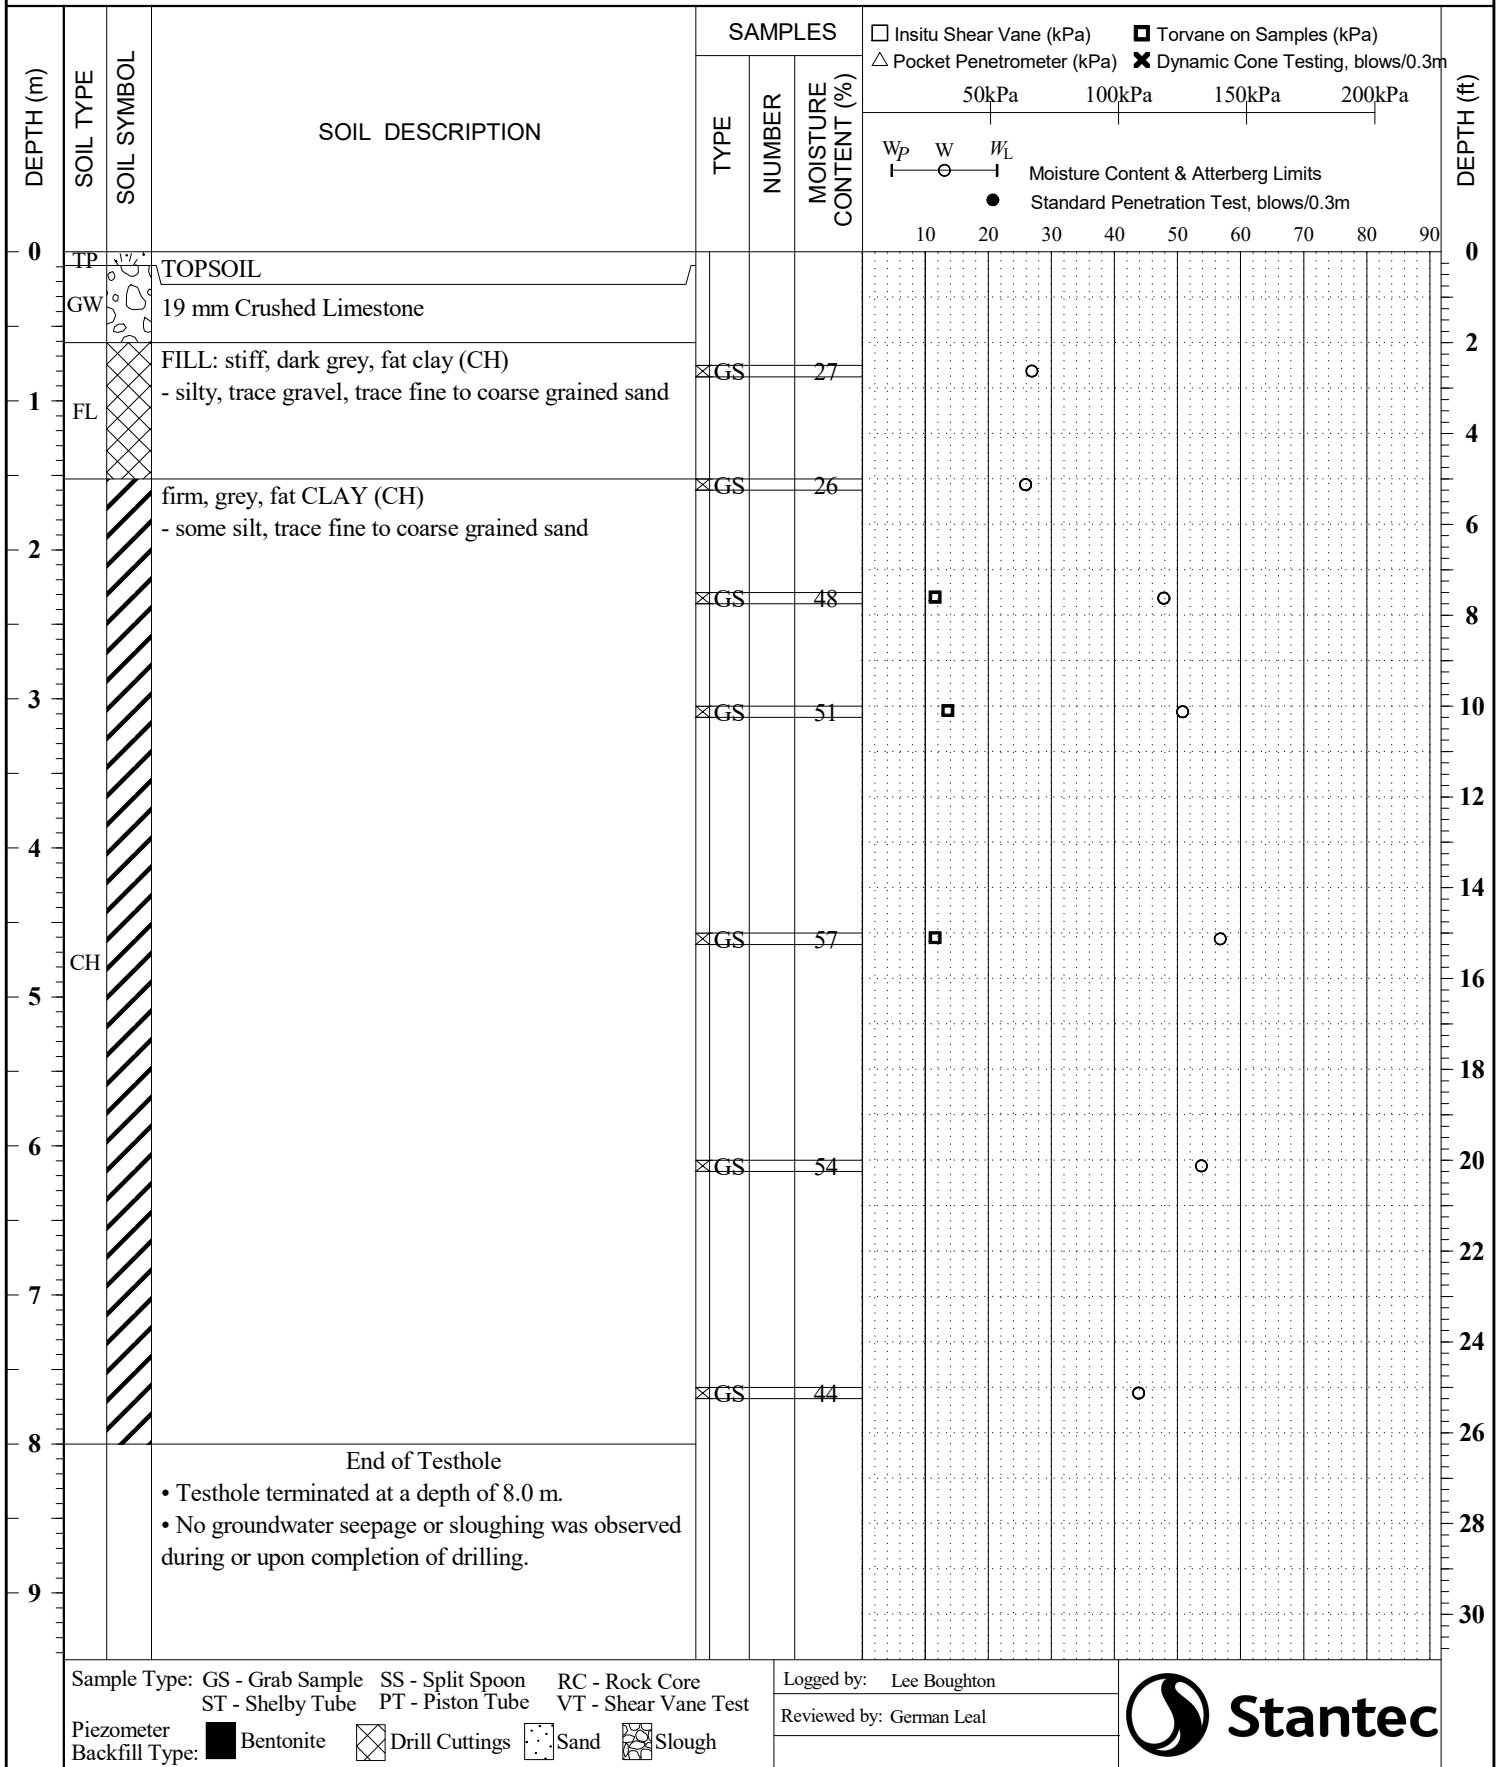 SAMPLES
Insitu Shear Vane (kPa) Torvane on Samples (kPa)
Pocket Penetrometer (kPa) Dynamic Cone Testing, blows/0.3m
50kPa 100kPa 150kPa 200kPa
DEPTH (m)
SOIL TYPE
SOIL SYMBOL
SOIL DESCRIPTION
TYPE
NUMBER
MOISTURE
CONTENT (%)
DEPTH (ft)
WP W WL
Moisture Content & Atterberg Limits
Standard Penetration Test, blows/0.3m
10 20 30 40 50 60 70 80 90
0 0
TP TOPSOIL
GW 19 mm Crushed Limestone
2
FILL: stiff, dark grey, fat clay (CH)
GS 27
- silty, trace gravel, trace fine to coarse grained sand
1
FL
4
GS 26
firm, grey, fat CLAY (CH)
- some silt, trace fine to coarse grained sand
6
2
GS 48
8
3
10
GS 51
12
4
14
GS 57
CH
16
5
18
6
20
GS 54
22
7
24
GS 44
26
8
End of Testhole
• Testhole terminated at a depth of 8.0 m.
• No groundwater seepage or sloughing was observed
28
during or upon completion of drilling.
9
30
Sample Type: GS - Grab Sample SS - Split Spoon RC - Rock Core
ST - Shelby Tube PT - Piston Tube VT - Shear Vane Test
Piezometer
Backfill Type: Bentonite Drill Cuttings Sand Slough
Logged by: Lee Boughton
Reviewed by: German Leal
Stantec